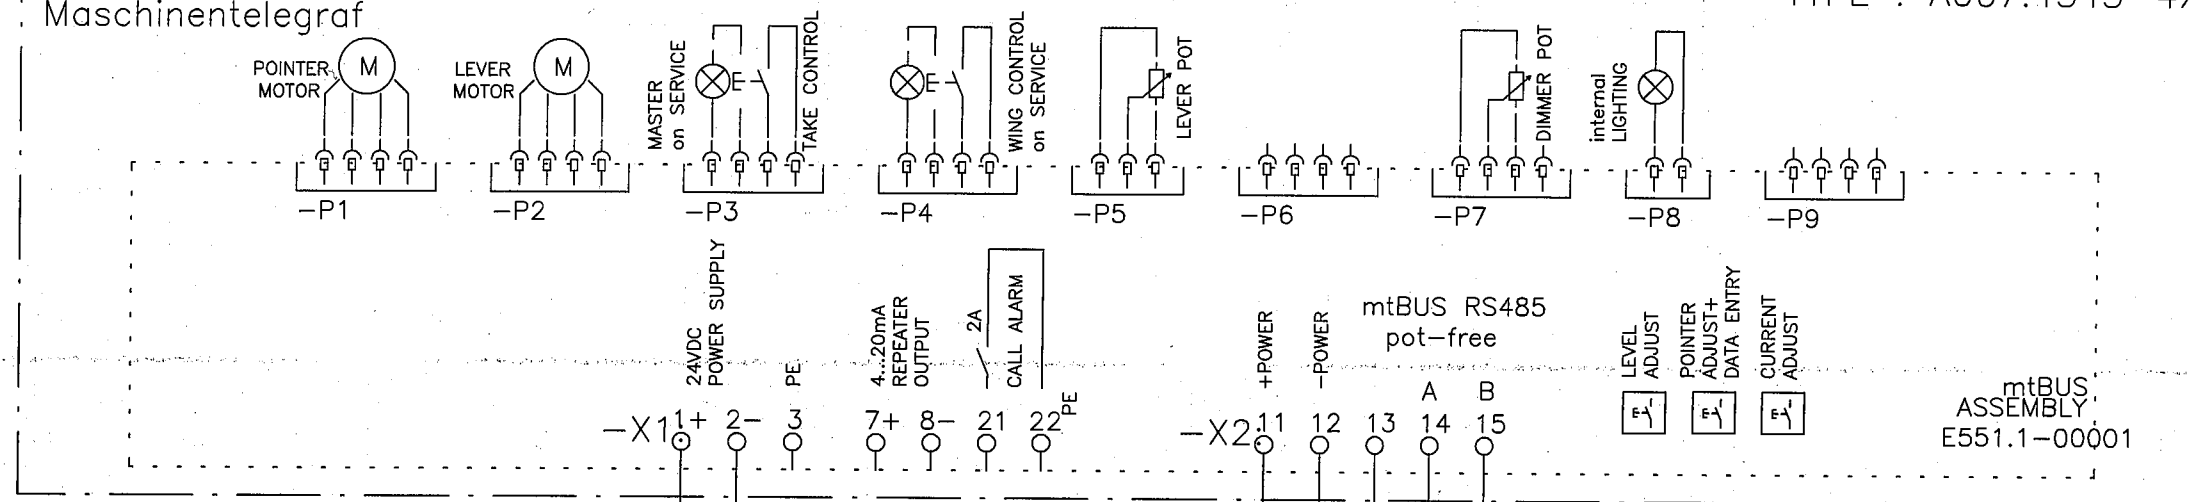 Maschinentelegraf
POINTER
MOTOR
M
LEVER
MOTOR
M
MASTER
on SERVICE
E
TAKE CONTROL
E
WING CONTROL
on SERVICE
LEVER POT
DIMMER POT
internal
LIGHTING
-P1
-P2
-P3
-P4
-P5
-P6
-P7
-P8
-P9
24VDC
POWER SUPPLY
PE
4...20mA
REPEATER
OUTPUT
2A
CALL ALARM
PE
+POWER
-POWER
mtBUS RS485
pot-free
A
B
LEVEL
ADJUST
POINTER
ADJUST+
DATA ENTRY
CURRENT
ADJUST
E
E
E
-X1
1+
2-
3
7+
8-
21
22
-X2
11
12
13
14
15
mtBUS
ASSEMBLY
E551.1-00001